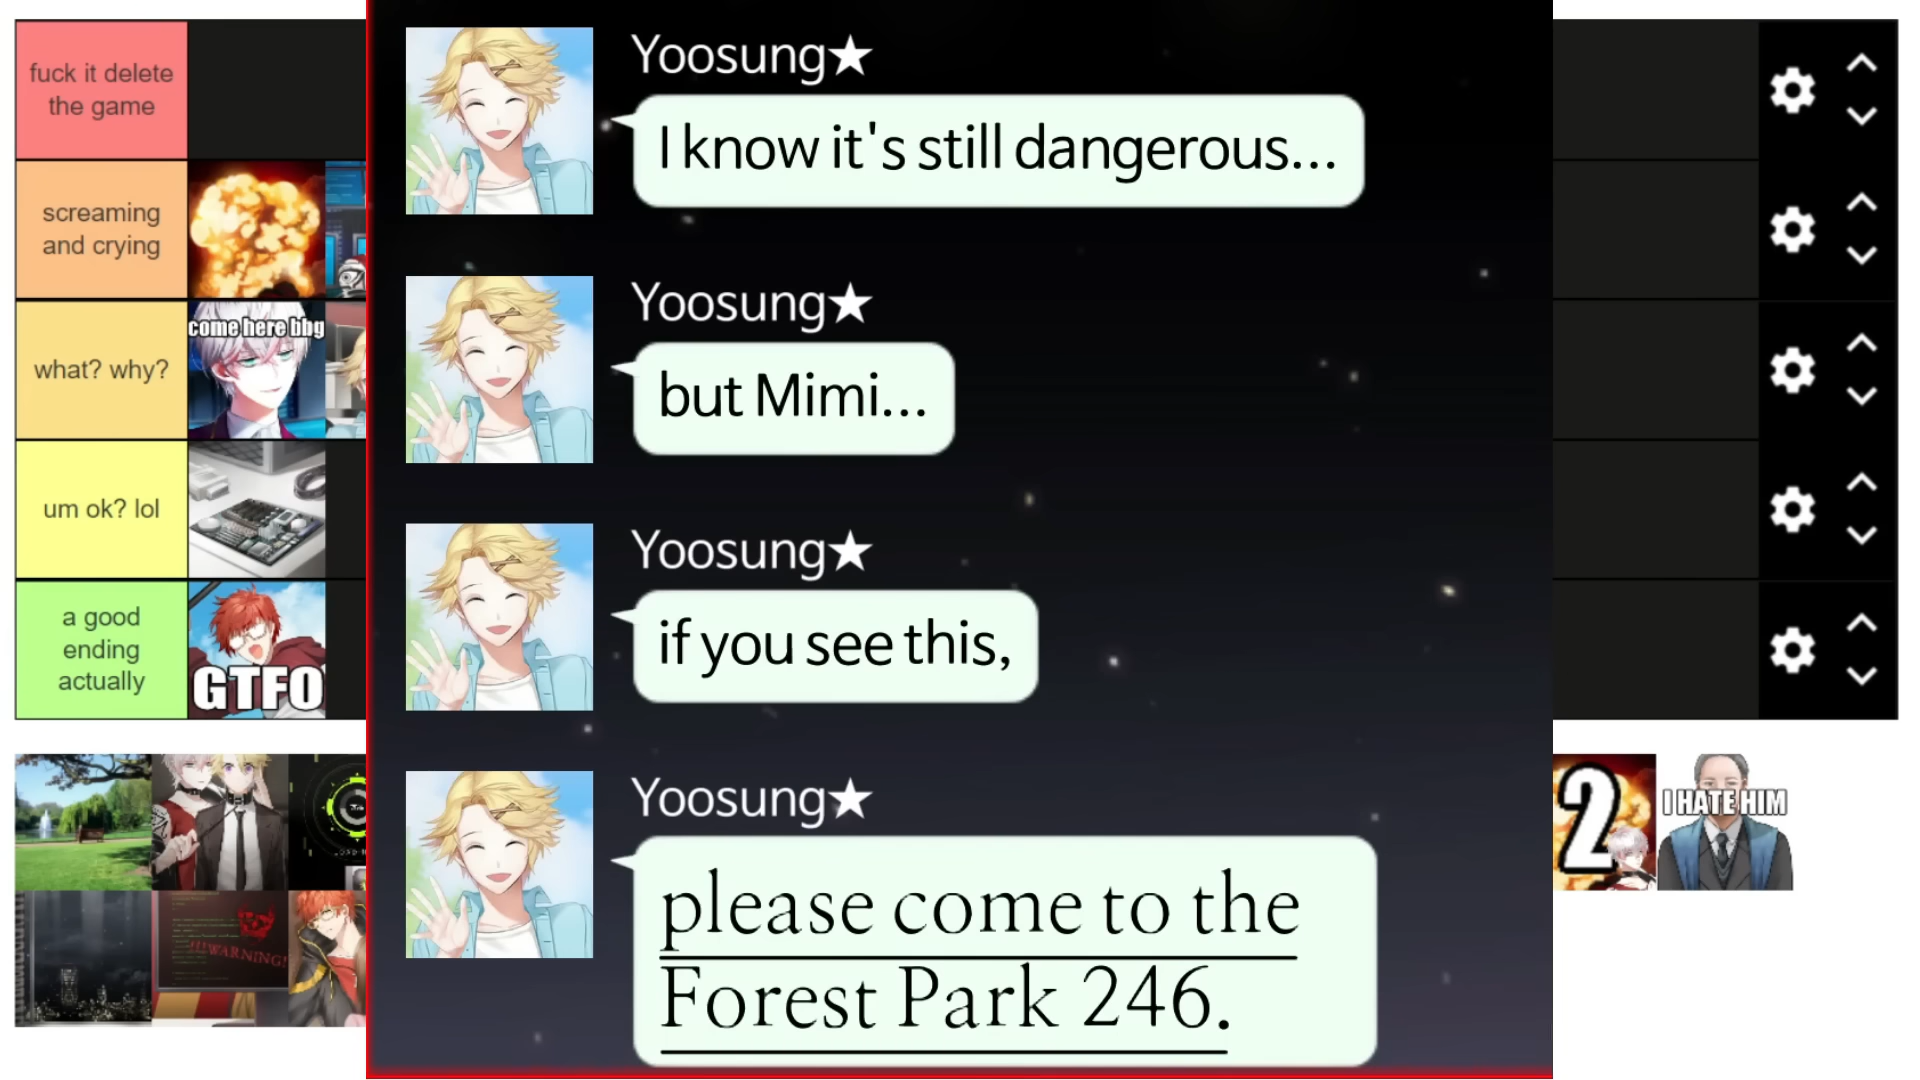 fuck it delete
the game
screaming
and crying
what? why?
come here bbg
um ok? lol
a good
ending
actually
GTFO
Yoosung★
I know it's still dangerous...
Yoosung★
but Mimi...
Yoosung★
if you see this,
Yoosung★
please come to the
Forest Park 246.
WARNING!
2
I HATE HIM